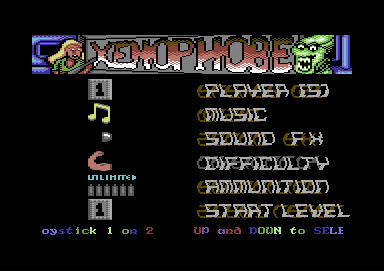 XENOPHOBE
1 PLAYER(S)
MUSIC
SOUND FX
DIFFICULTY
UNLIMITED
AMMUNITION
1 START LEVEL
oystick 1 or 2 UP and DOWN to SELE